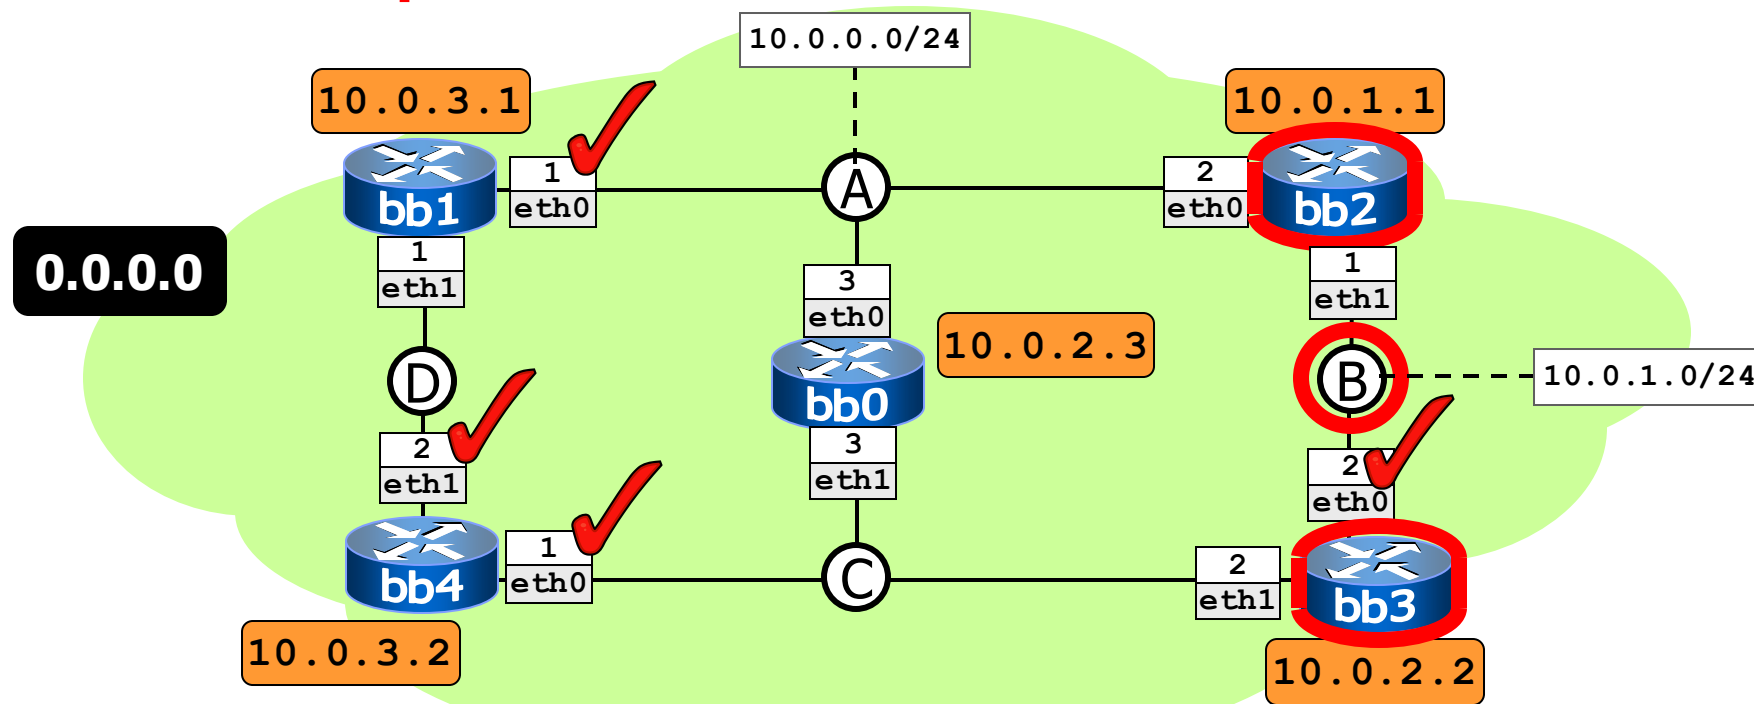 10.0.0.0/24
10.0.3.1
10.0.1.1
1
eth0
A
2
eth0
bb1
bb2
0.0.0.0
1
eth1
3
eth0
1
eth1
10.0.2.3
D
bb0
B
10.0.1.0/24
2
eth1
3
eth1
2
eth0
bb4
1
eth0
C
2
eth1
bb3
10.0.3.2
10.0.2.2